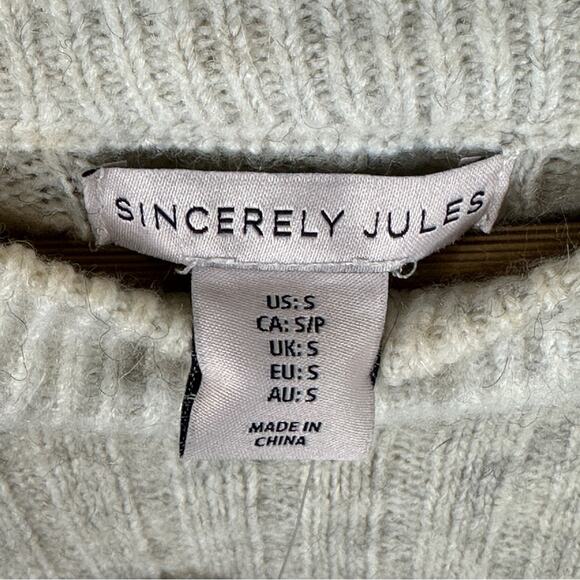 SINCERELY JULES
US: S
CA: S/P
UK: S
EU: S
AU: S
MADE IN
CHINA